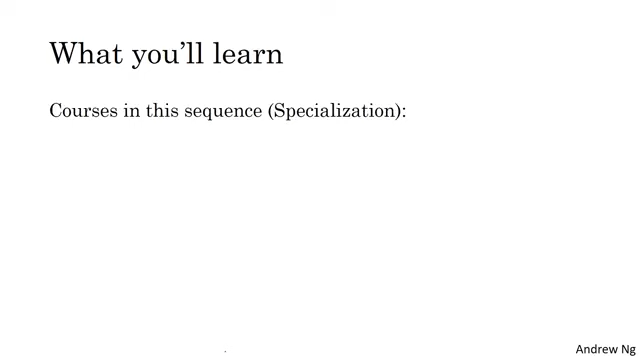 What you’ll learn
Courses in this sequence (Specialization):
Andrew Ng